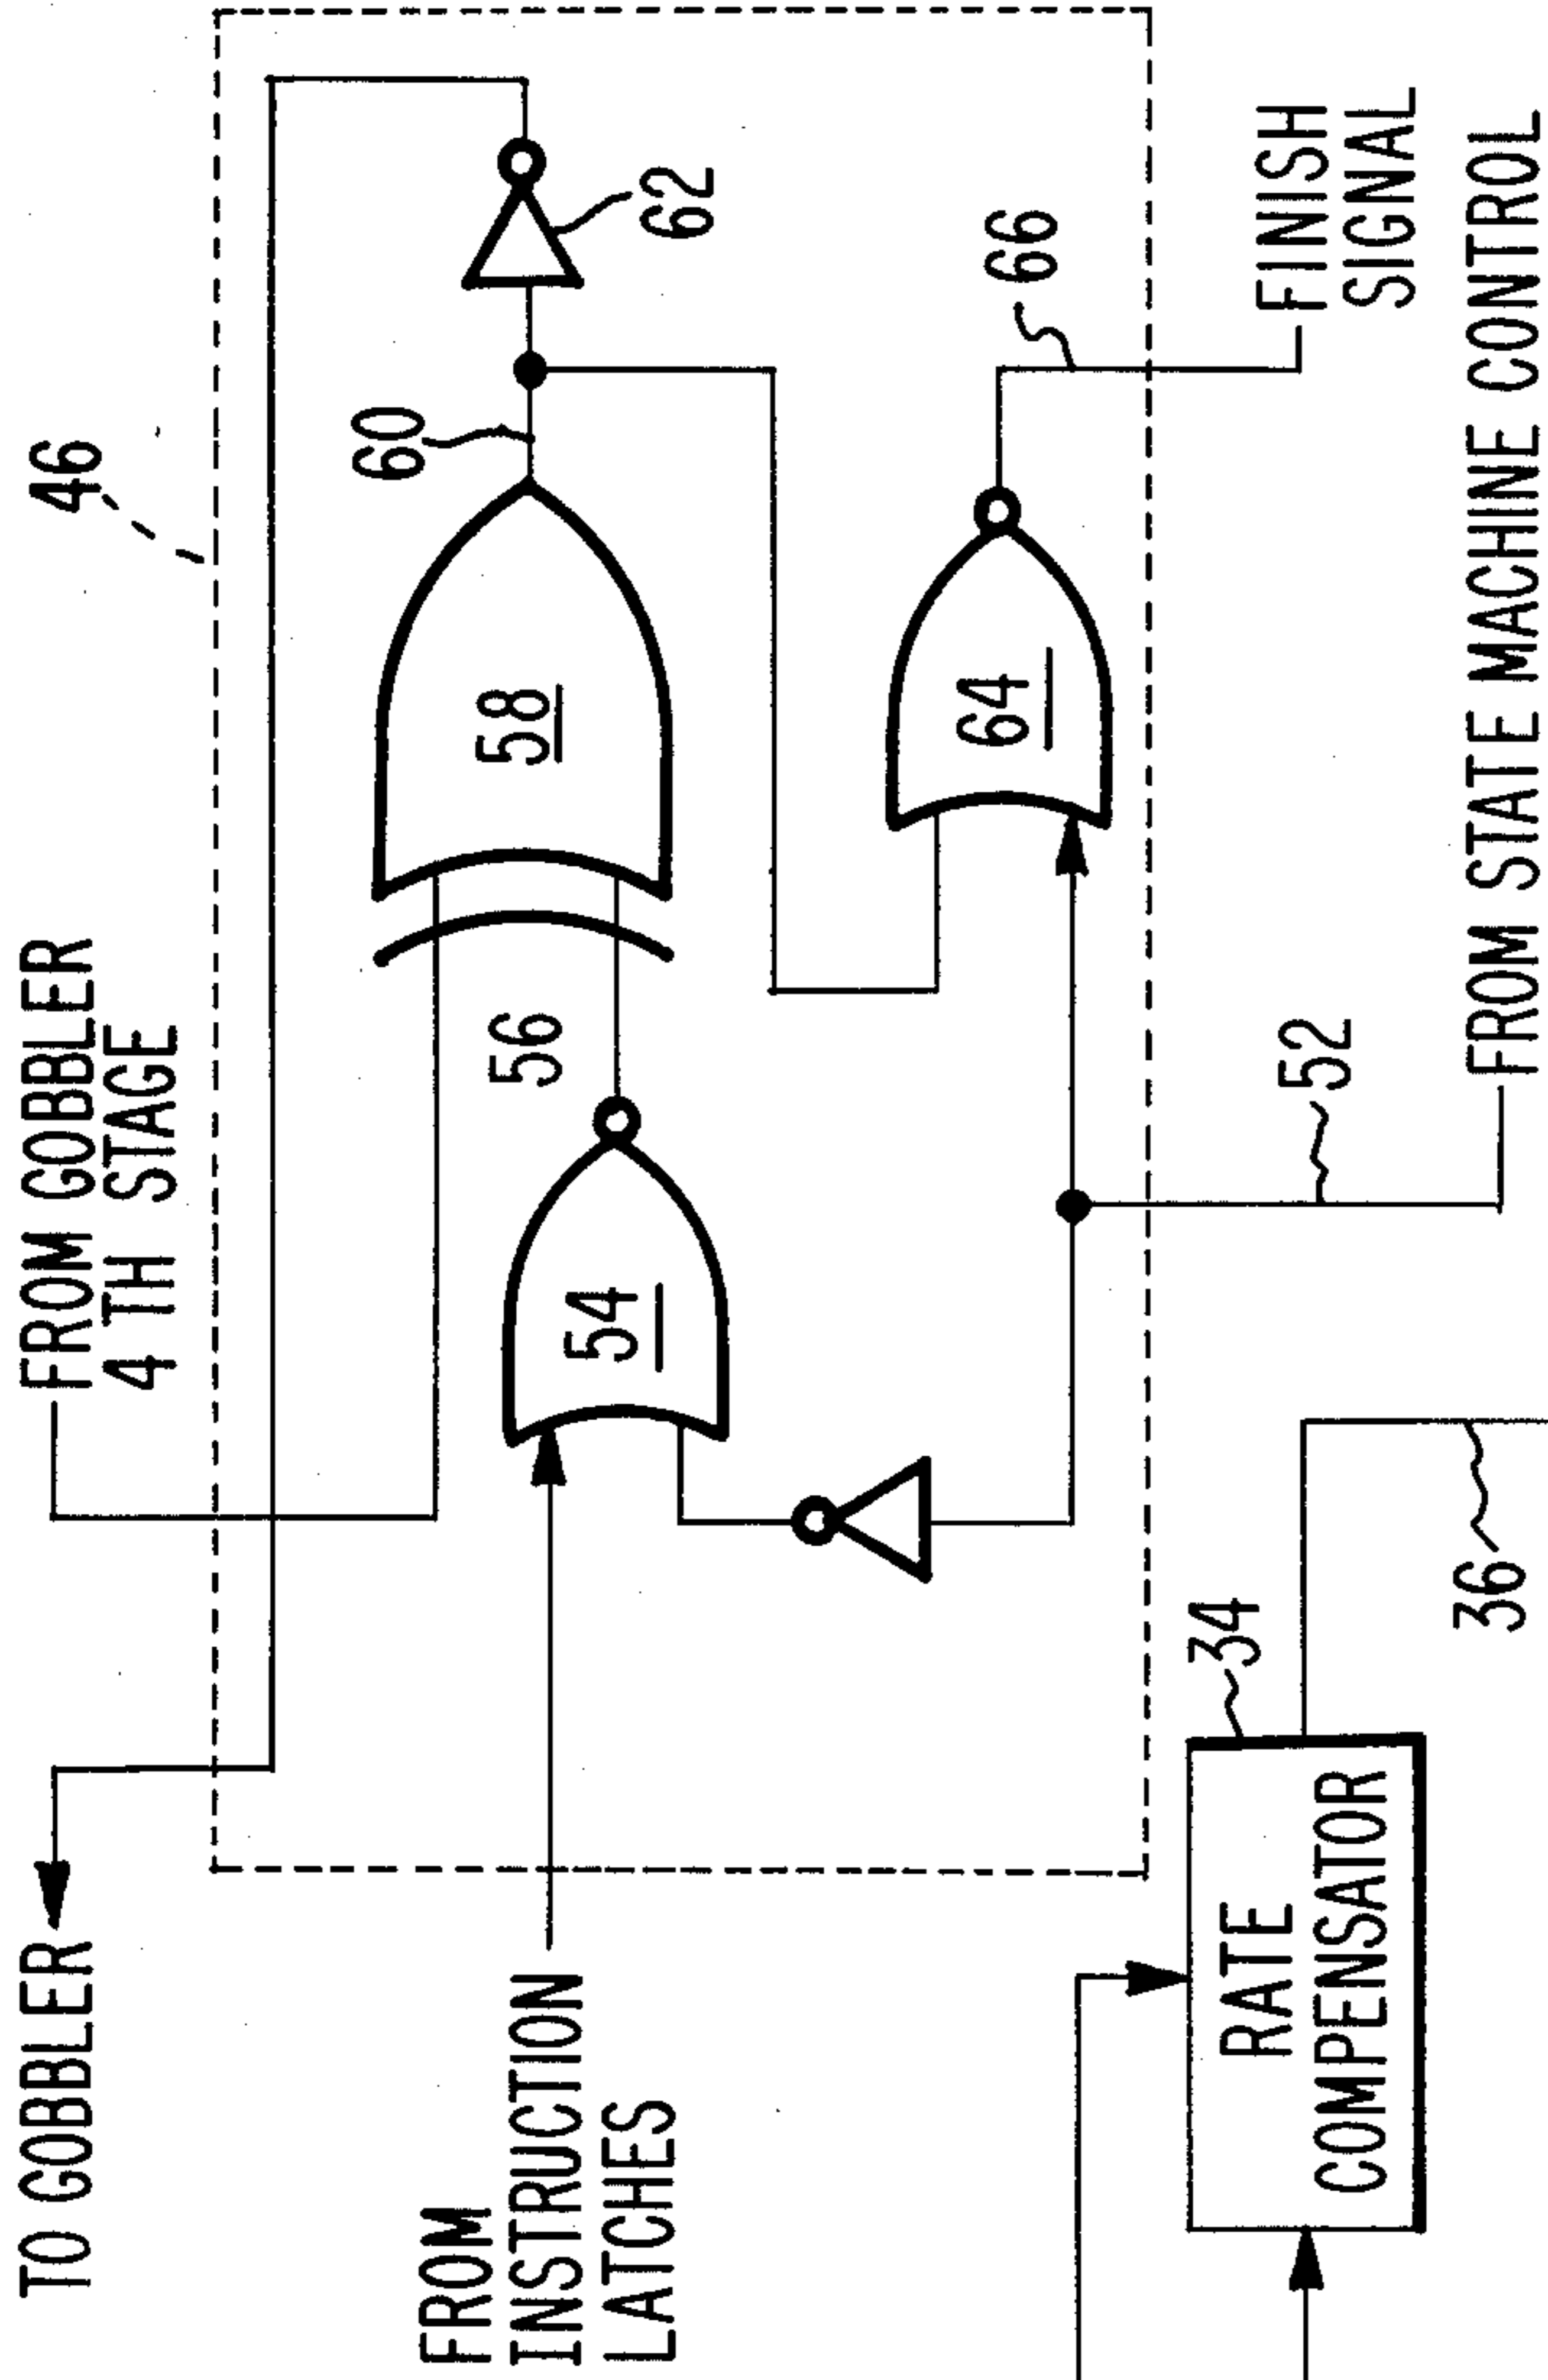 TO GOBBLER
FROM GOBBLER
4 TH STAGE
46
FROM
INSTRUCTION
LATCHES
54
56
58
60
62
64
66
FINISH
SIGNAL
52
FROM STATE MACHINE CONTROL
34
RATE
COMPENSATOR
36